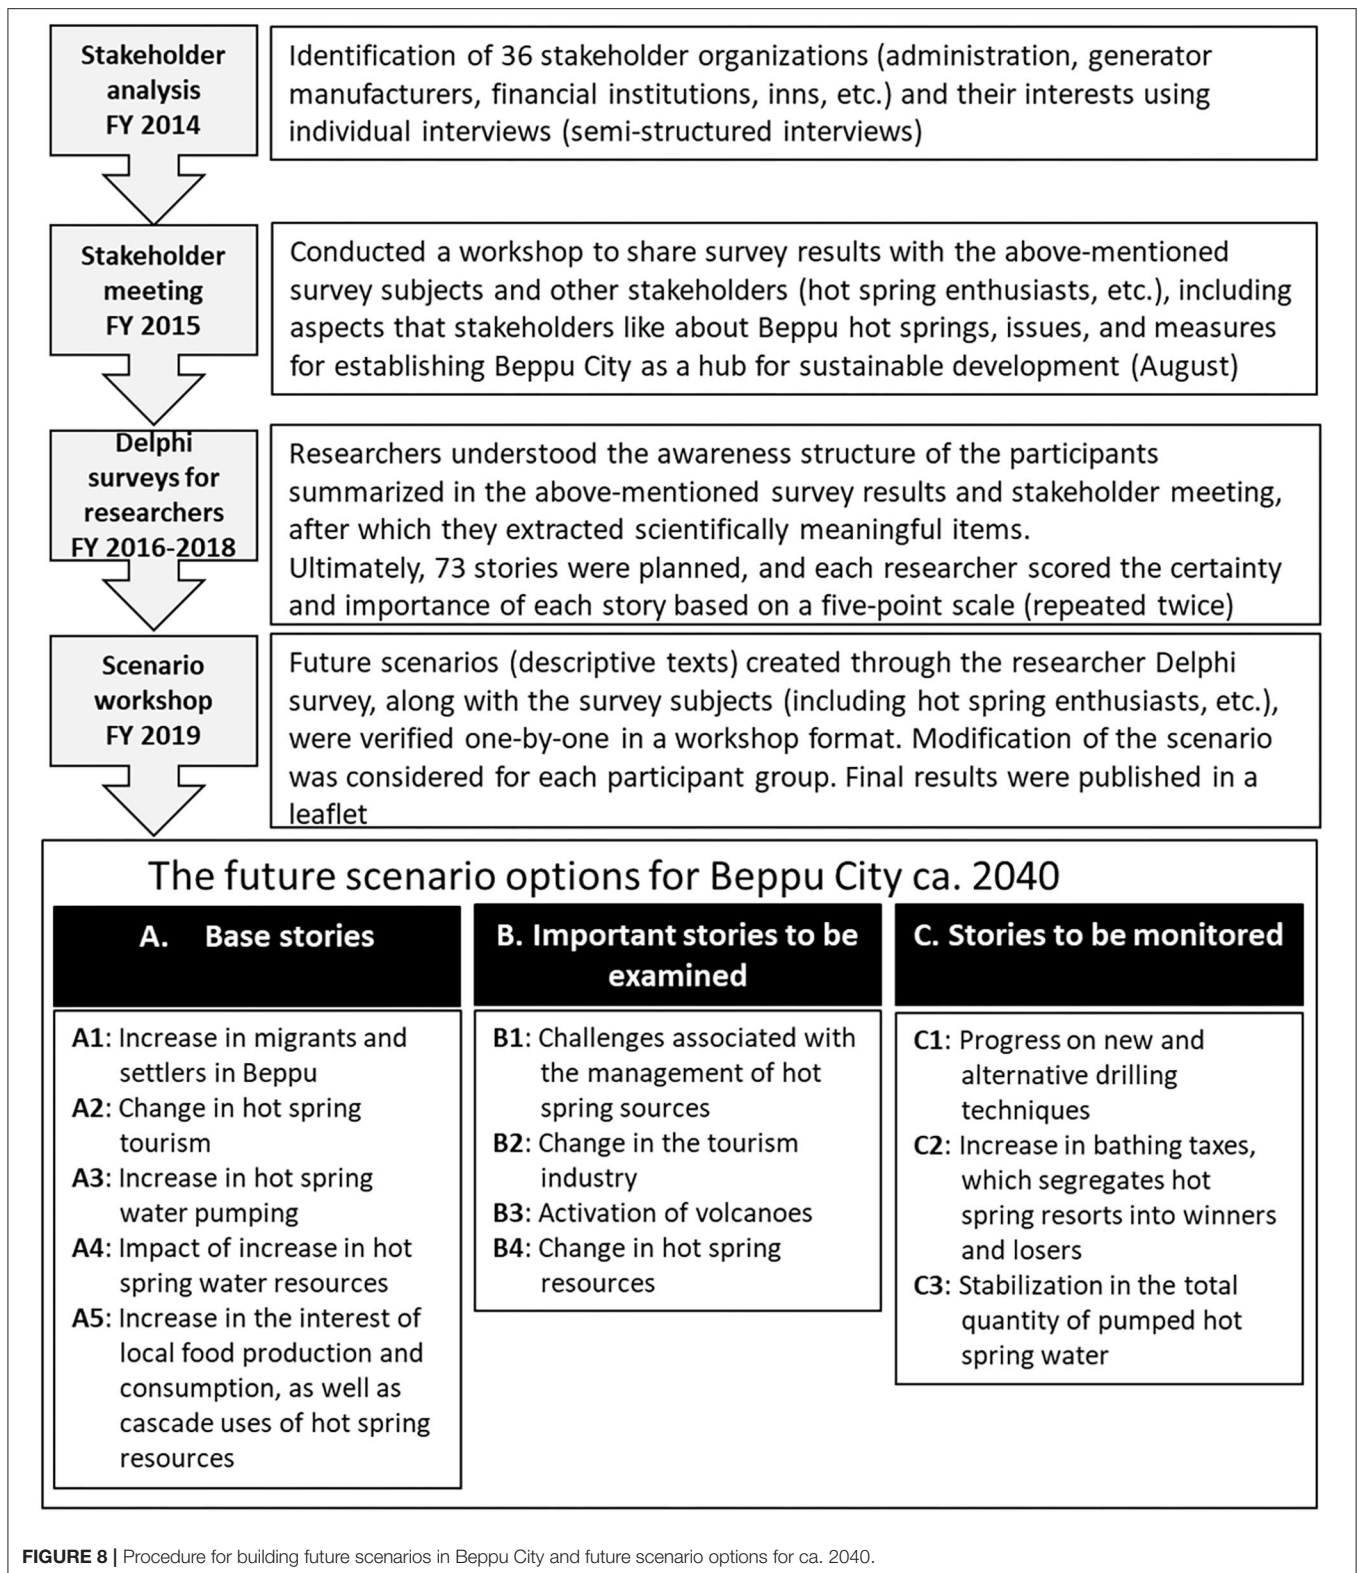 Stakeholder
analysis
FY 2014
Identification of 36 stakeholder organizations (administration, generator
manufacturers, financial institutions, inns, etc.) and their interests using
individual interviews (semi-structured interviews)
Stakeholder
meeting
FY 2015
Conducted a workshop to share survey results with the above-mentioned
survey subjects and other stakeholders (hot spring enthusiasts, etc.), including
aspects that stakeholders like about Beppu hot springs, issues, and measures
for establishing Beppu City as a hub for sustainable development (August)
Delphi
surveys for
researchers
FY 2016-2018
Researchers understood the awareness structure of the participants
summarized in the above-mentioned survey results and stakeholder meeting,
after which they extracted scientifically meaningful items.
Ultimately, 73 stories were planned, and each researcher scored the certainty
and importance of each story based on a five-point scale (repeated twice)
Scenario
workshop
FY 2019
Future scenarios (descriptive texts) created through the researcher Delphi
survey, along with the survey subjects (including hot spring enthusiasts, etc.),
were verified one-by-one in a workshop format. Modification of the scenario
was considered for each participant group. Final results were published in a
leaflet
The future scenario options for Beppu City ca. 2040
A. Base stories
A1: Increase in migrants and
settlers in Beppu
A2: Change in hot spring
tourism
A3: Increase in hot spring
water pumping
A4: Impact of increase in hot
spring water resources
A5: Increase in the interest of
local food production and
consumption, as well as
cascade uses of hot spring
resources
B. Important stories to be
examined
B1: Challenges associated with
the management of hot
spring sources
B2: Change in the tourism
industry
B3: Activation of volcanoes
B4: Change in hot spring
resources
C. Stories to be monitored
C1: Progress on new and
alternative drilling
techniques
C2: Increase in bathing taxes,
which segregates hot
spring resorts into winners
and losers
C3: Stabilization in the total
quantity of pumped hot
spring water
FIGURE 8 | Procedure for building future scenarios in Beppu City and future scenario options for ca. 2040.